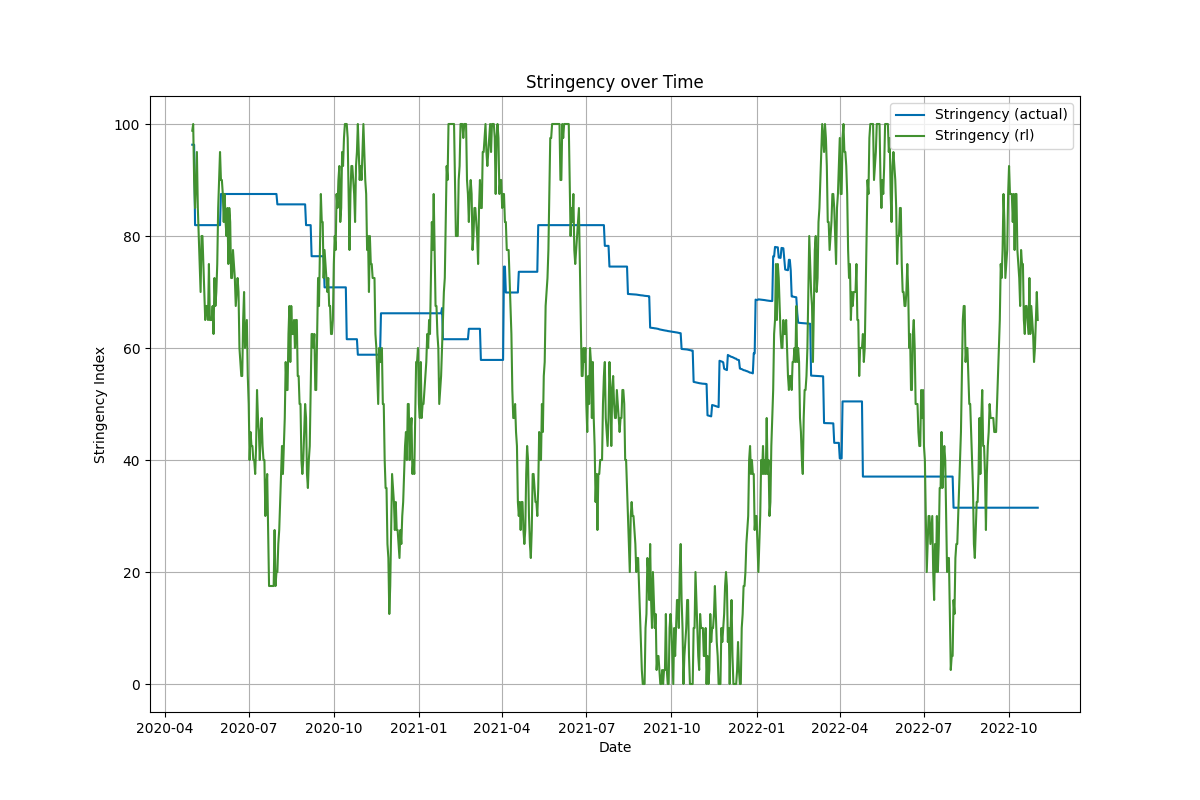 Stringency over Time
Stringency (actual)
Stringency (rl)
100
80
60
40
20
0
Stringency Index
2020-04 2020-07 2020-10 2021-01 2021-04 2021-07 2021-10 2022-01 2022-04 2022-07 2022-10
Date